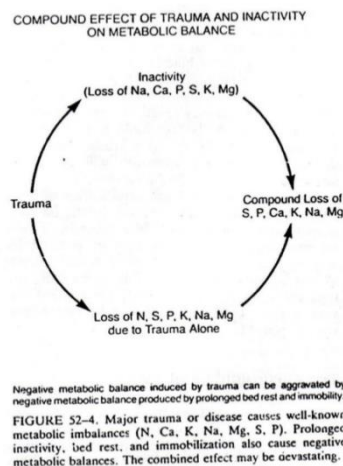 COMPOUND EFFECT OF TRAUMA AND INACTIVITY
ON METABOLIC BALANCE
Inactivity
(Loss of Na, Ca, P, S, K, Mg)
Trauma
Compound Loss of
S, P, Ca, K, Na, Mg
Loss of N, S, P, K, Na, Mg
due to Trauma Alone
Negative metabolic balance induced by trauma can be aggravated by
negative metabolic balance produced by prolonged bed rest and immobility.
FIGURE 52–4. Major trauma or disease causes well-known
metabolic imbalances (N, Ca, K, Na, Mg, S, P). Prolonged
inactivity, bed rest, and immobilization also cause negative
metabolic balances. The combined effect may be devastating.